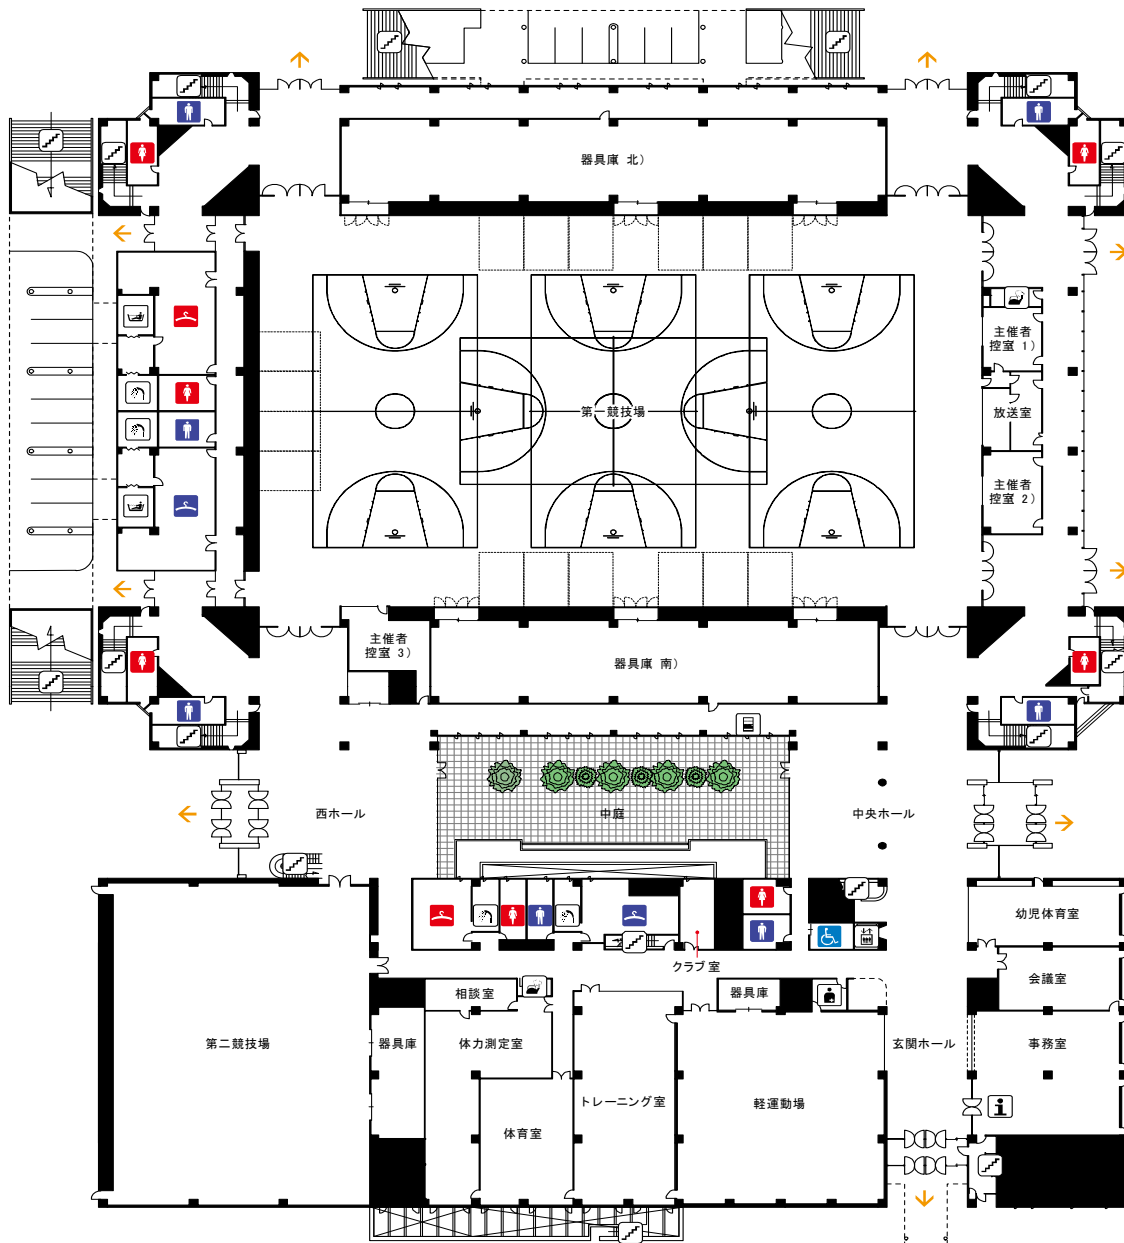 器具庫 北）
主催者
控室 1）
第一競技場
放送室
主催者
控室 2）
主催者
控室 3）
器具庫 南）
西ホール
中庭
中央ホール
幼児体育室
クラブ室
会議室
相談室
器具庫
第二競技場
器具庫
体力測定室
玄関ホール
事務室
トレーニング室
軽運動場
体育室